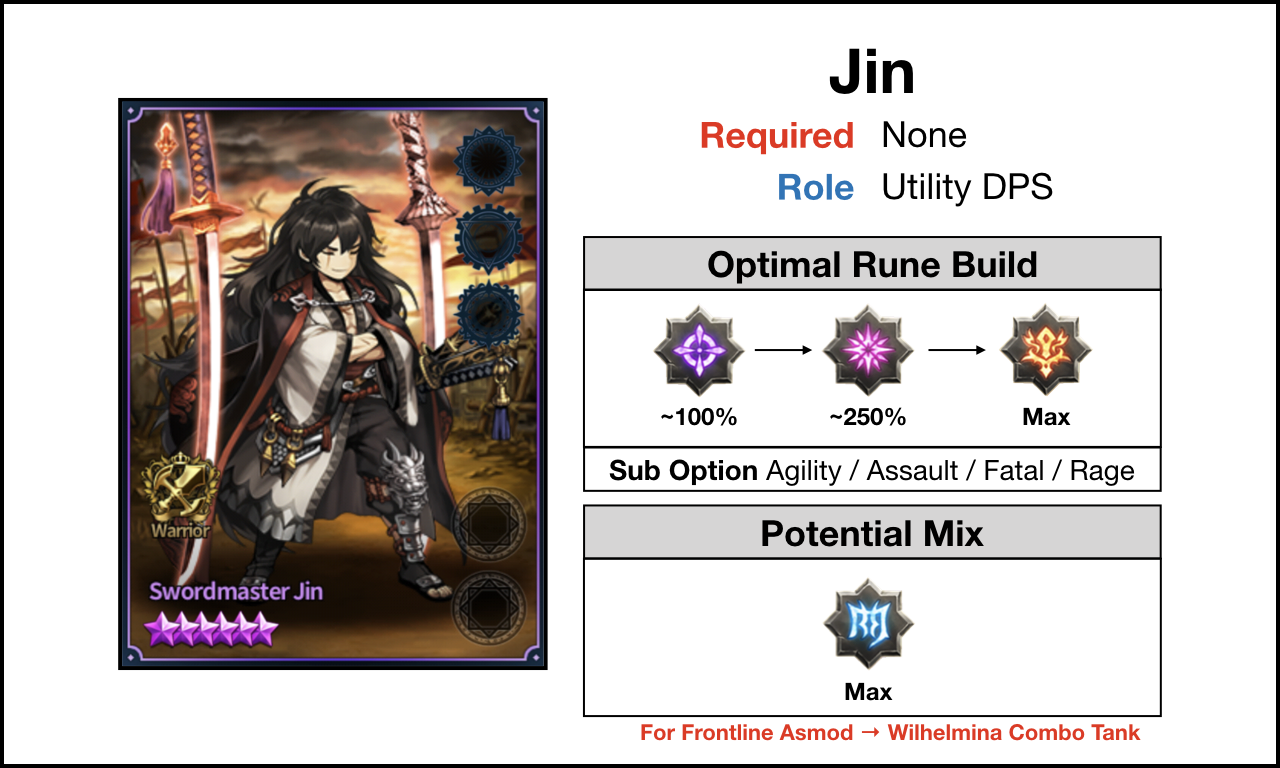 Jin
Required None
Role Utility DPS
Optimal Rune Build
~100% ~250% Max
Sub Option Agility / Assault / Fatal / Rage
Potential Mix
Max
For Frontline Asmod → Wilhelmina Combo Tank
Warrior
Swordmaster Jin